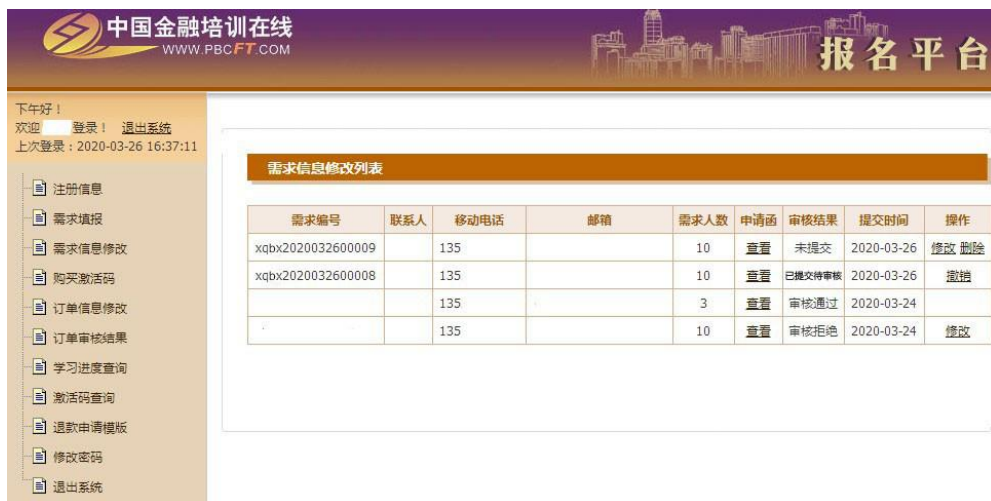 中国金融培训在线
WWW.PBCFT.COM
报名平台
下午好！
欢迎 登录！ 退出系统
上次登录：2020-03-26 16:37:11
注册信息
需求填报
需求信息修改
购买激活码
订单信息修改
订单审核结果
学习进度查询
激活码查询
退款申请模版
修改密码
退出系统
需求信息修改列表
需求编号 联系人 移动电话 邮箱 需求人数 申请函 审核结果 提交时间 操作
xqbx2020032600009 135 10 查看 未提交 2020-03-26 修改 删除
xqbx2020032600008 135 10 查看 已提交待审核 2020-03-26 撤销
135 3 查看 审核通过 2020-03-24
135 10 查看 审核拒绝 2020-03-24 修改